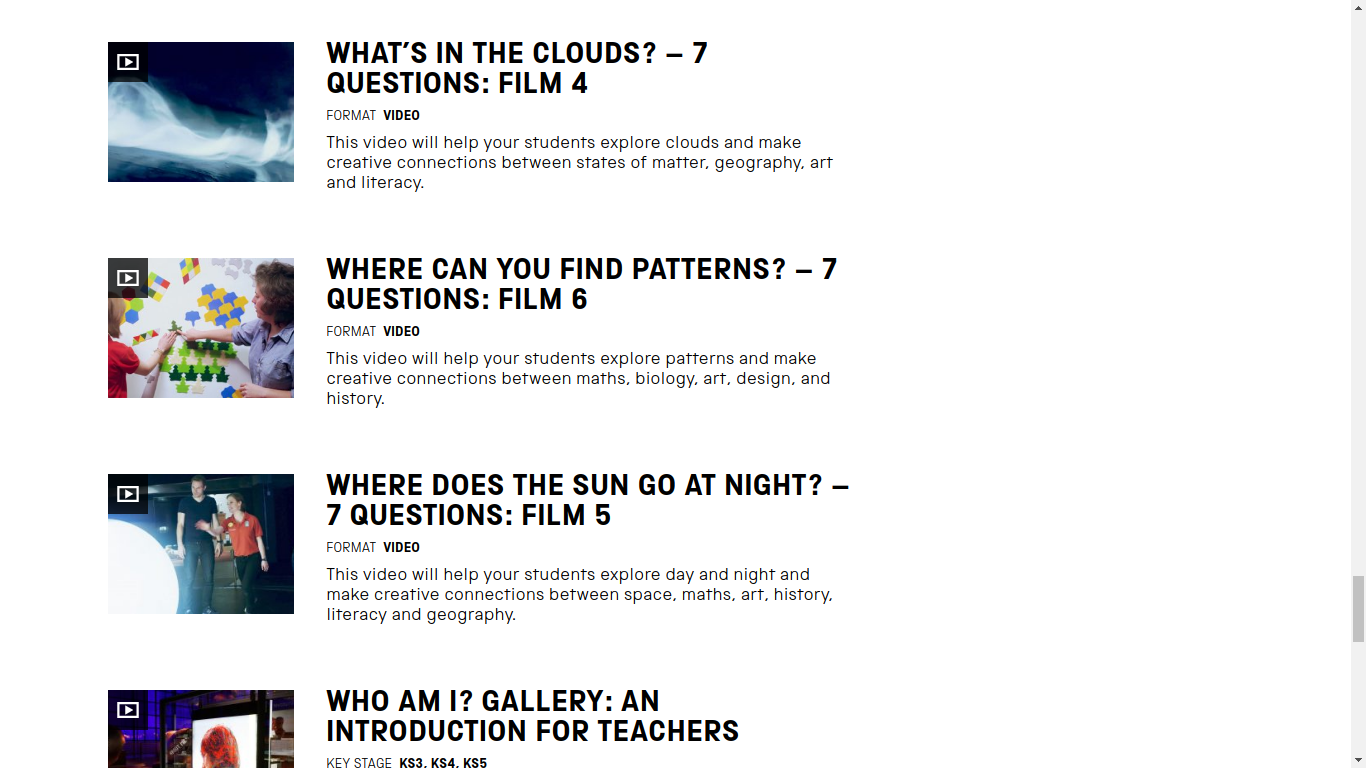 WHAT’S IN THE CLOUDS? – 7
QUESTIONS: FILM 4
FORMAT VIDEO
This video will help your students explore clouds and make
creative connections between states of matter, geography, art
and literacy.
WHERE CAN YOU FIND PATTERNS? – 7
QUESTIONS: FILM 6
FORMAT VIDEO
This video will help your students explore patterns and make
creative connections between maths, biology, art, design, and
history.
WHERE DOES THE SUN GO AT NIGHT? –
7 QUESTIONS: FILM 5
FORMAT VIDEO
This video will help your students explore day and night and
make creative connections between space, maths, art, history,
literacy and geography.
WHO AM I? GALLERY: AN
INTRODUCTION FOR TEACHERS
KEY STAGE KS3, KS4, KS5